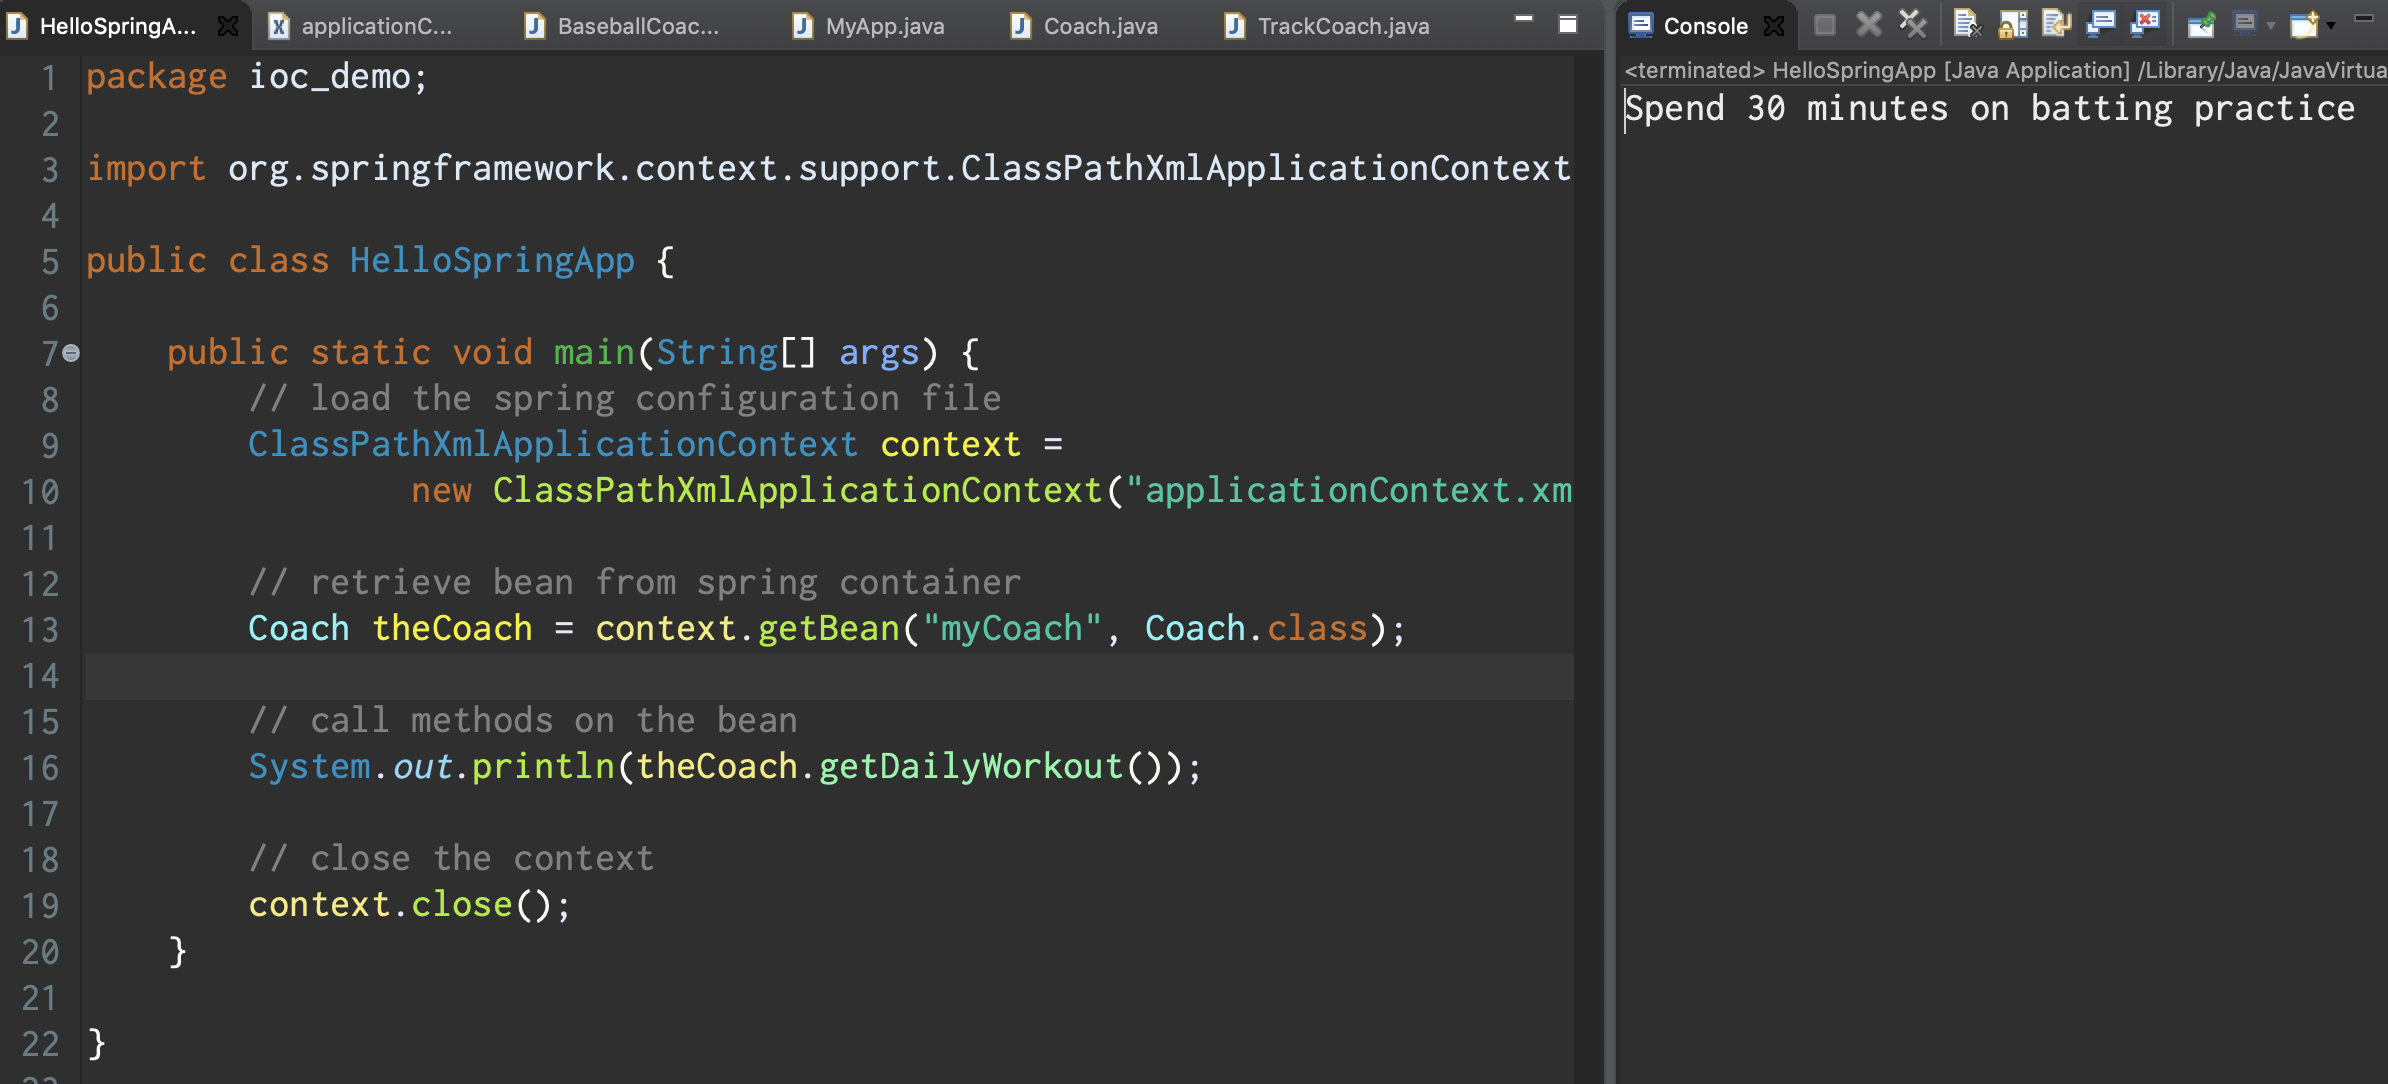 HelloSpringA... applicationC... BaseballCoac... MyApp.java Coach.java TrackCoach.java
1 package ioc_demo;
2
3 import org.springframework.context.support.ClassPathXmlApplicationContext
4
5 public class HelloSpringApp {
6
7 public static void main(String[] args) {
8 // load the spring configuration file
9 ClassPathXmlApplicationContext context =
10 new ClassPathXmlApplicationContext("applicationContext.xm
11
12 // retrieve bean from spring container
13 Coach theCoach = context.getBean("myCoach", Coach.class);
14
15 // call methods on the bean
16 System.out.println(theCoach.getDailyWorkout());
17
18 // close the context
19 context.close();
20 }
21
22 }
23
Console
<terminated> HelloSpringApp [Java Application] /Library/Java/JavaVirtua
Spend 30 minutes on batting practice